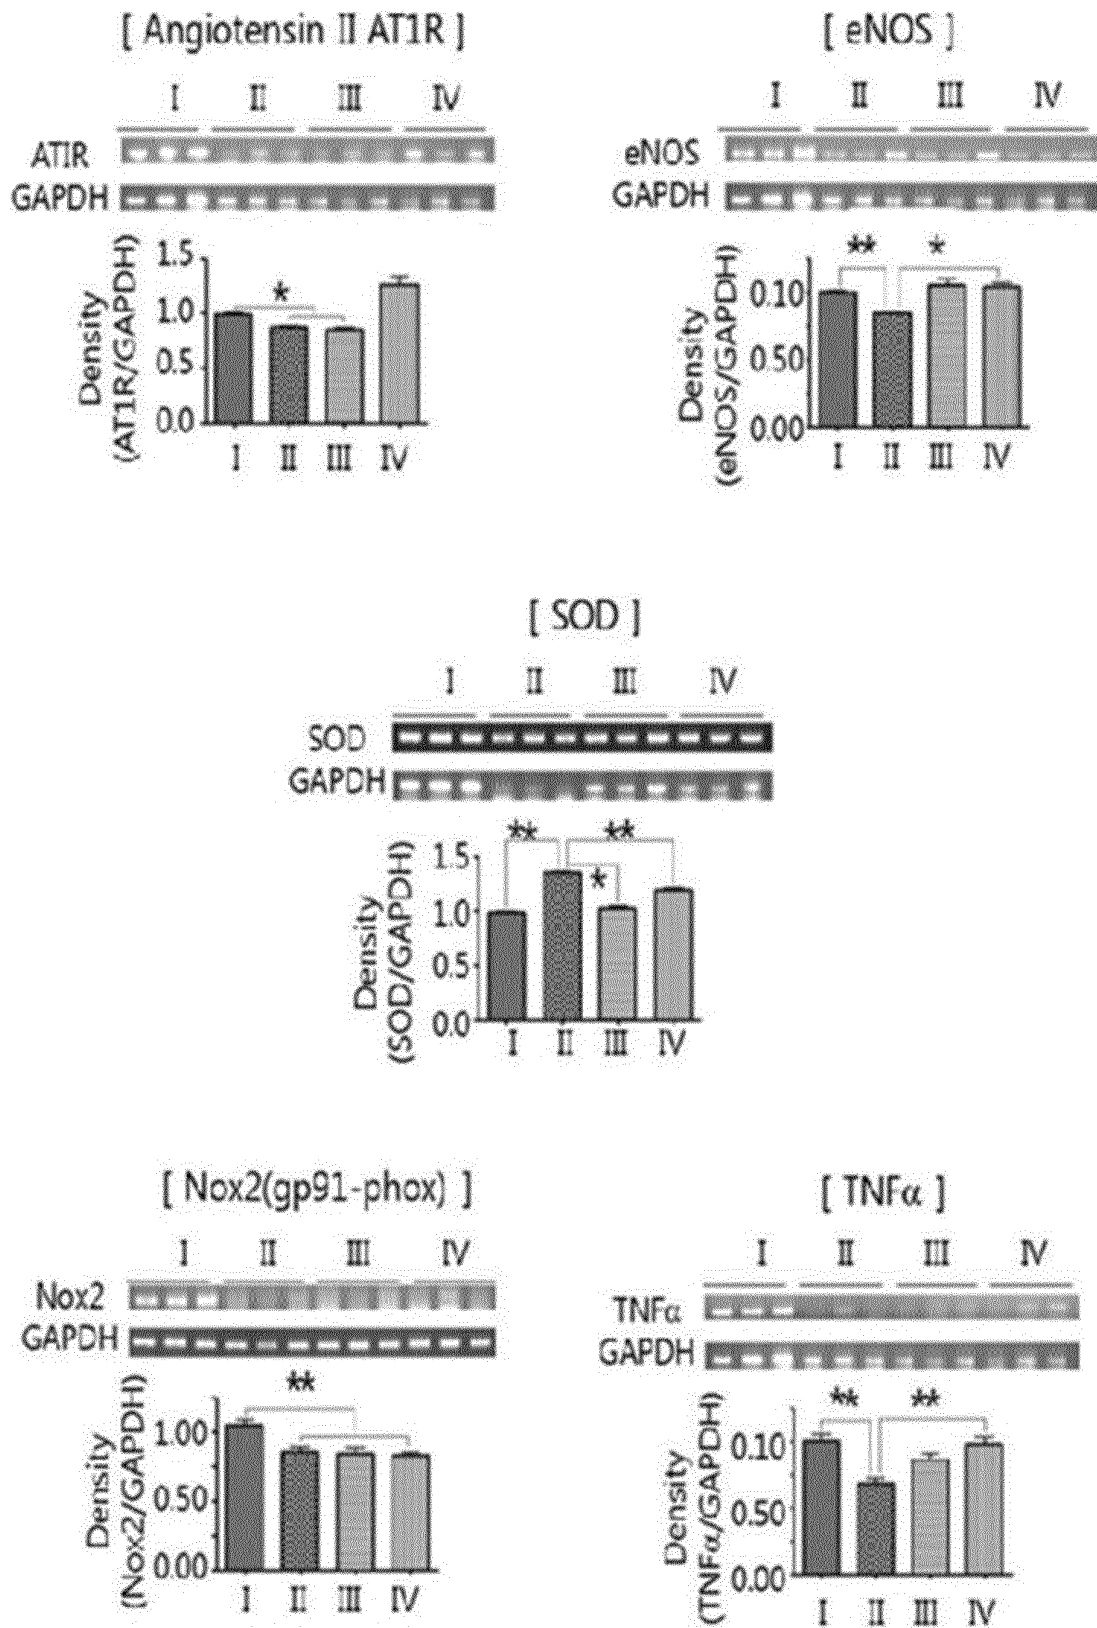 [ Angiotensin II AT1R ]
I II III IV
ATIR
GAPDH
*
Density
(AT1R/GAPDH)
1.5
1.0
0.5
0.0
I II III IV
[ eNOS ]
I II III IV
eNOS
GAPDH
** *
Density
(eNOS/GAPDH)
0.10
0.50
0.00
I II III IV
[ SOD ]
I II III IV
SOD
GAPDH
** **
*
Density
(SOD/GAPDH)
1.5
1.0
0.5
0.0
I II III IV
[ Nox2(gp91-phox) ]
I II III IV
Nox2
GAPDH
**
Density
(Nox2/GAPDH)
1.00
0.50
0.00
I II III IV
[ TNFα ]
I II III IV
TNFα
GAPDH
** **
Density
(TNFα/GAPDH)
0.10
0.50
0.00
I II III IV